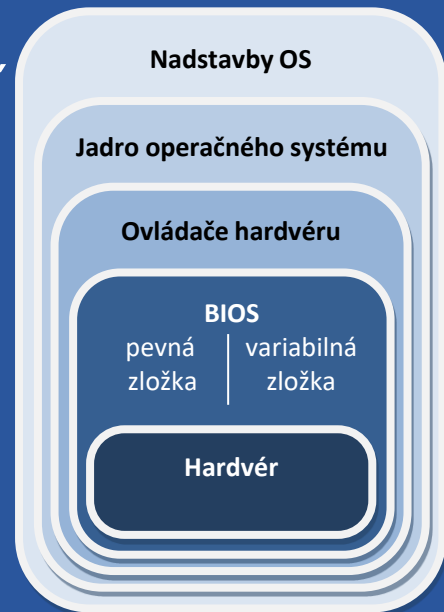 Nadstavby OS
Jadro operačného systému
Ovládače hardvéru
BIOS
pevná zložka
variabilná zložka
Hardvér